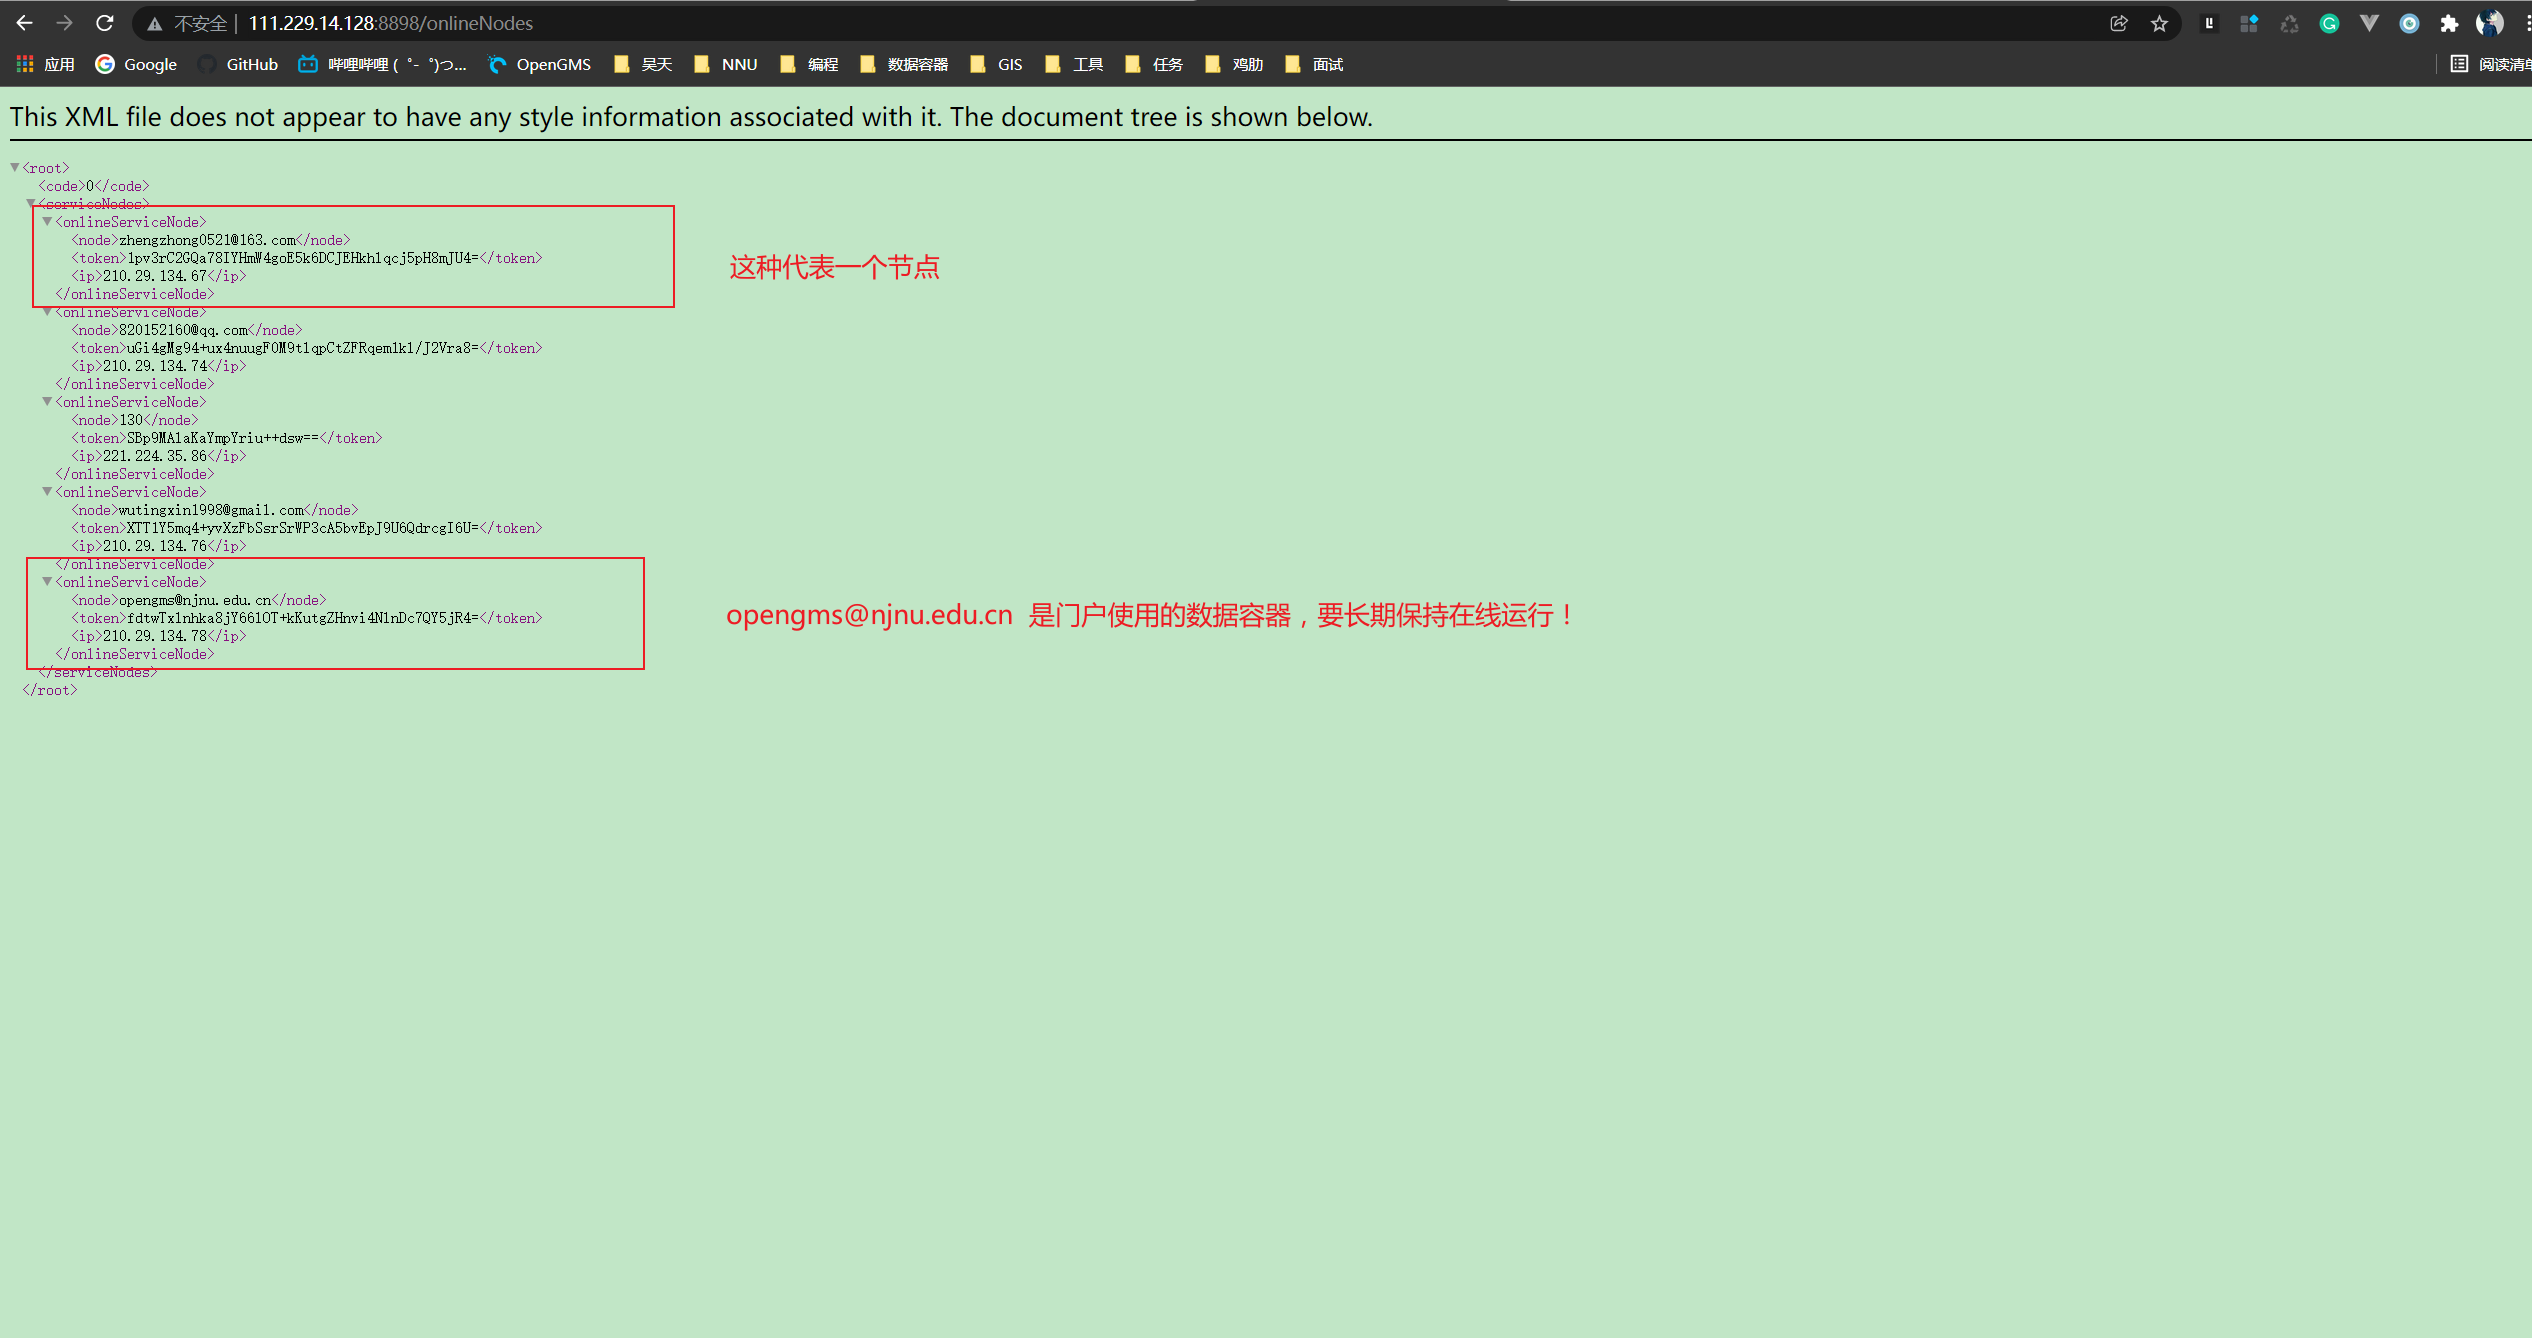 不安全 | 111.229.14.128:8898/onlineNodes
应用 Google GitHub 哔哩哔哩 ( ゜- ゜)つ... OpenGMS 吴天 NNU 编程 数据容器 GIS 工具 任务 鸡肋 面试 阅读清单
This XML file does not appear to have any style information associated with it. The document tree is shown below.
<root>
<code>0</code>
<serviceNodes>
<onlineServiceNode>
<node>zhengzhong0521@163.com</node>
<token>1pv3rC2GQa78IYHmW4goE5k6DCJEHkh1qcj5pH8mJU4=</token>
这种代表一个节点
<ip>210.29.134.67</ip>
</onlineServiceNode>
<onlineServiceNode>
<node>820152160@qq.com</node>
<token>uGi4gMg94+ux4nuugF0M9t1qpCtZFRqem1k1/J2Vra8=</token>
<ip>210.29.134.74</ip>
</onlineServiceNode>
<onlineServiceNode>
<node>130</node>
<token>SBp9MA1aKaYmpYriu++dsw==</token>
<ip>221.224.35.86</ip>
</onlineServiceNode>
<onlineServiceNode>
<node>wutingxin1998@gmail.com</node>
<token>XTT1Y5mq4+yvXzFbSsrSrWP3cA5bvEpJ9U6QdrcgI6U=</token>
<ip>210.29.134.76</ip>
</onlineServiceNode>
<onlineServiceNode>
<node>opengms@njnu.edu.cn</node>
<token>fdtwTx1nhka8jY661OT+kKutgZHnvi4N1nDc7QY5jR4=</token>
opengms@njnu.edu.cn 是门户使用的数据容器，要长期保持在线运行！
<ip>210.29.134.78</ip>
</onlineServiceNode>
</serviceNodes>
</root>